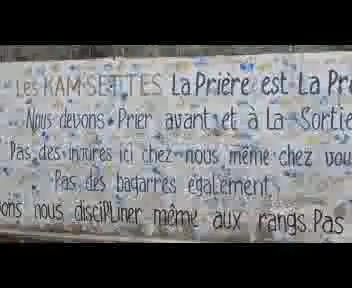 Les KAM-SETTES La Prière est La Pr
Nous devons Prier avant et à La Sortie
Pas des injures ici chez nous même chez vou
Pas des bagarres également
ons nous discipliner même aux rangs. Pas